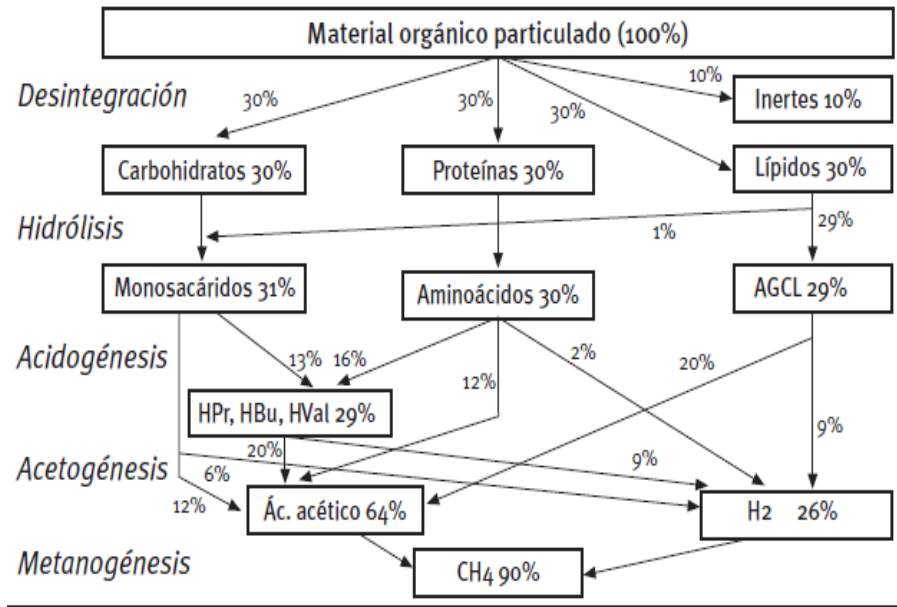 Material orgánico particulado (100%)
Desintegración
30%
30%
30%
10%
Inertes 10%
Carbohidratos 30%
Proteínas 30%
Lípidos 30%
Hidrólisis
1%
29%
Monosacáridos 31%
Aminoácidos 30%
AGCL 29%
Acidogénesis
13%
16%
12%
2%
20%
HPr, HBu, HVal 29%
9%
Acetogénesis
20%
6%
9%
12%
Ác. acético 64%
H2 26%
Metanogénesis
CH4 90%